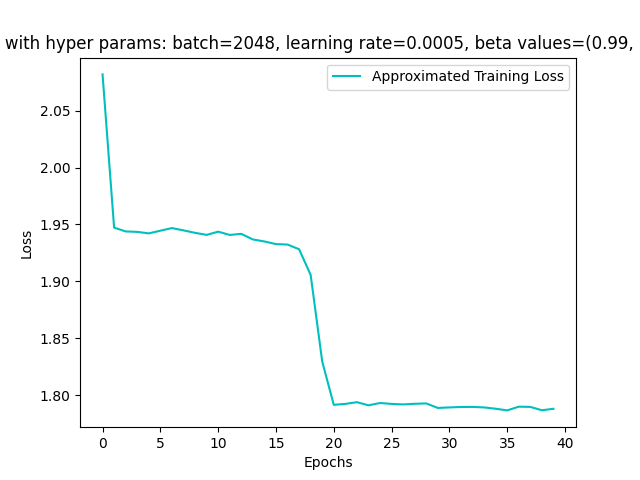 with hyper params: batch=2048, learning rate=0.0005, beta values=(0.99,
Approximated Training Loss
2.05
2.00
1.95
1.90
1.85
1.80
Loss
0 5 10 15 20 25 30 35 40
Epochs